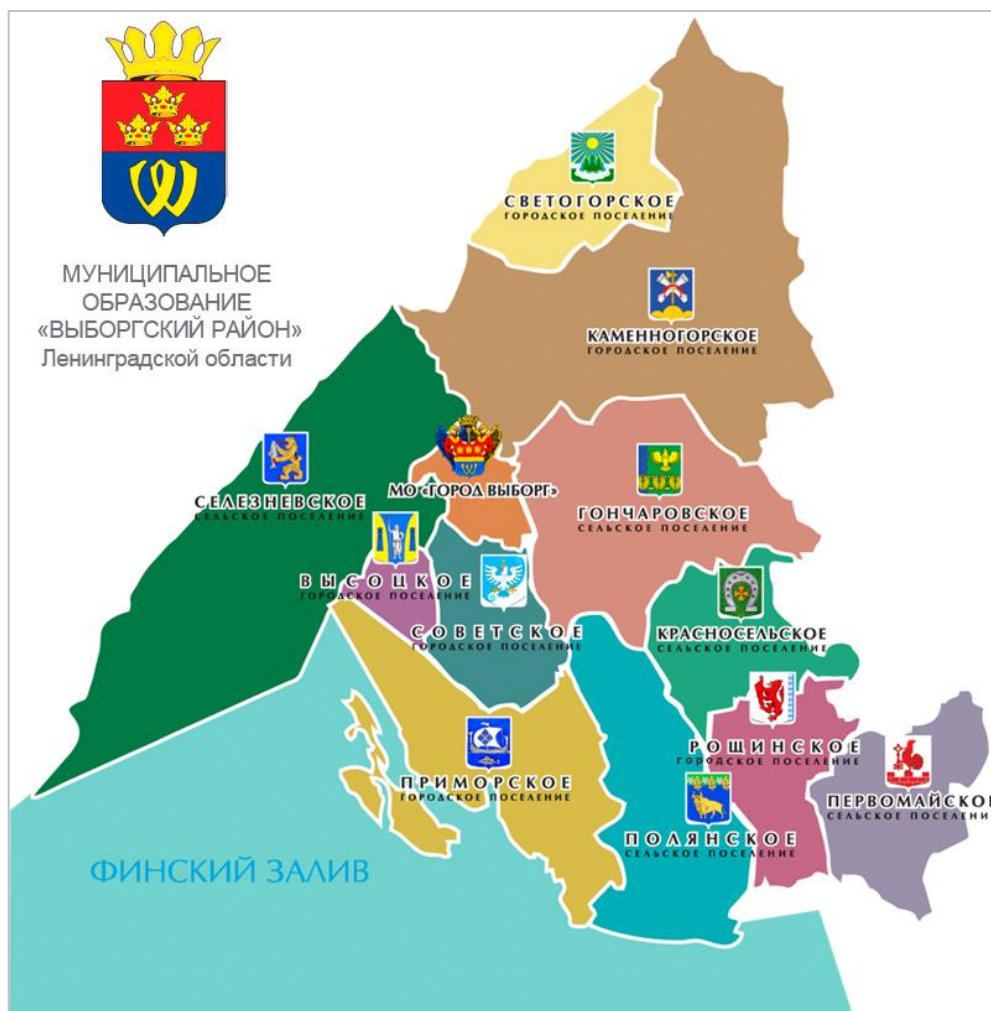 МУНИЦИПАЛЬНОЕ
ОБРАЗОВАНИЕ
«ВЫБОРГСКИЙ РАЙОН»
Ленинградской области
СВЕТОГОРСКОЕ
ГОРОДСКОЕ ПОСЕЛЕНИЕ
КАМЕННОГОРСКОЕ
ГОРОДСКОЕ ПОСЕЛЕНИЕ
СЕЛЕЗНЕВСКОЕ
СЕЛЬСКОЕ ПОСЕЛЕНИЕ
МО «ГОРОД ВЫБОРГ»
ГОНЧАРОВСКОЕ
СЕЛЬСКОЕ ПОСЕЛЕНИЕ
ВЫСОЦКОЕ
ГОРОДСКОЕ ПОСЕЛЕНИЕ
СОВЕТСКОЕ
ГОРОДСКОЕ ПОСЕЛЕНИЕ
КРАСНОСЕЛЬСКОЕ
СЕЛЬСКОЕ ПОСЕЛЕНИЕ
РОЩИНСКОЕ
ГОРОДСКОЕ ПОСЕЛЕНИЕ
ПРИМОРСКОЕ
ГОРОДСКОЕ ПОСЕЛЕНИЕ
ПЕРВОМАЙСКОЕ
СЕЛЬСКОЕ ПОСЕЛЕНИЕ
ПОЛЯНСКОЕ
СЕЛЬСКОЕ ПОСЕЛЕНИЕ
ФИНСКИЙ ЗАЛИВ